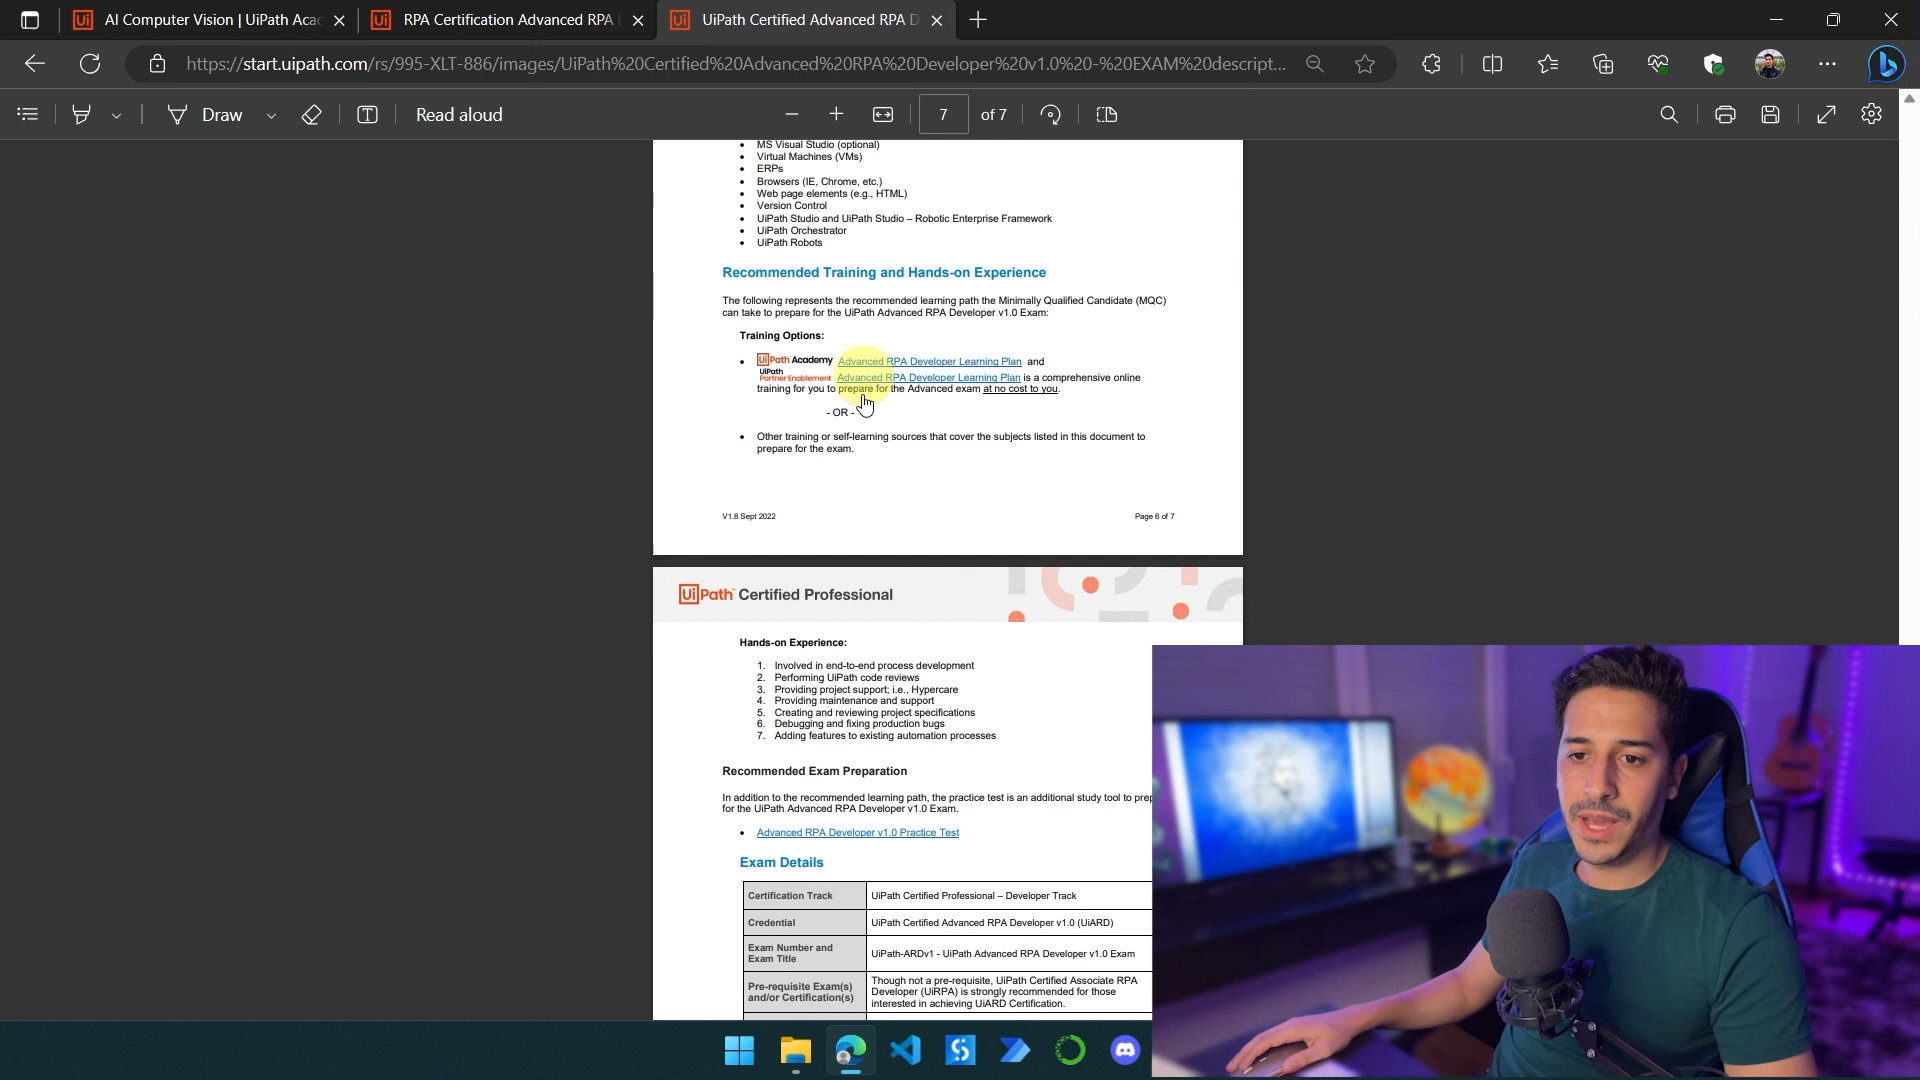 AI Computer Vision | UiPath Aca
RPA Certification Advanced RPA
UiPath Certified Advanced RPA D
https://start.uipath.com/rs/995-XLT-886/images/UiPath%20Certified%20Advanced%20RPA%20Developer%20v1.0%20-%20EXAM%20descript...
Draw
Read aloud
7
of 7
• MS Visual Studio (optional)
• Virtual Machines (VMs)
• ERPs
• Browsers (IE, Chrome, etc.)
• Web page elements (e.g., HTML)
• Version Control
• UiPath Studio and UiPath Studio – Robotic Enterprise Framework
• UiPath Orchestrator
• UiPath Robots
Recommended Training and Hands-on Experience
The following represents the recommended learning path the Minimally Qualified Candidate (MQC)
can take to prepare for the UiPath Advanced RPA Developer v1.0 Exam:
Training Options:
• UiPath Academy Advanced RPA Developer Learning Plan and
UiPath Partner Enablement Advanced RPA Developer Learning Plan is a comprehensive online
training for you to prepare for the Advanced exam at no cost to you.
- OR -
• Other training or self-learning sources that cover the subjects listed in this document to
prepare for the exam.
V1.8 Sept 2022
Page 6 of 7
UiPath Certified Professional
Hands-on Experience:
1. Involved in end-to-end process development
2. Performing UiPath code reviews
3. Providing project support; i.e., Hypercare
4. Providing maintenance and support
5. Creating and reviewing project specifications
6. Debugging and fixing production bugs
7. Adding features to existing automation processes
Recommended Exam Preparation
In addition to the recommended learning path, the practice test is an additional study tool to prep
for the UiPath Advanced RPA Developer v1.0 Exam.
• Advanced RPA Developer v1.0 Practice Test
Exam Details
Certification Track
UiPath Certified Professional – Developer Track
Credential
UiPath Certified Advanced RPA Developer v1.0 (UiARD)
Exam Number and
Exam Title
UiPath-ARDv1 - UiPath Advanced RPA Developer v1.0 Exam
Pre-requisite Exam(s)
and/or Certification(s)
Though not a pre-requisite, UiPath Certified Associate RPA
Developer (UiRPA) is strongly recommended for those
interested in achieving UiARD Certification.